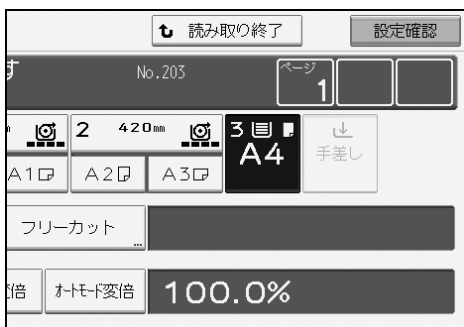 読み取り終了
設定確認
す
No.203
ページ
1
2 420mm
3
A4
手差し
A1
A2
A3
フリーカット
...
変倍
オートモード変倍
100.0%